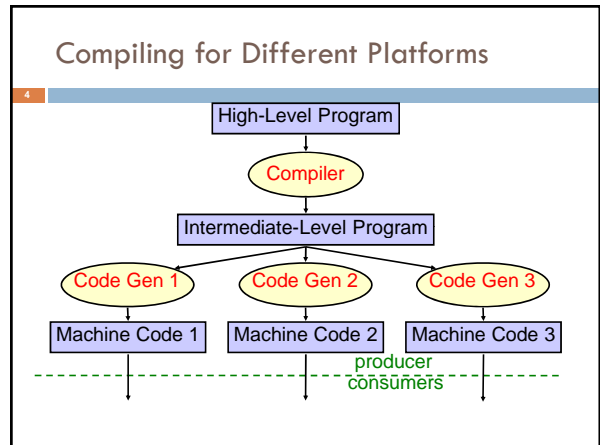 Compiling for Different Platforms
4
High-Level Program
Compiler
Intermediate-Level Program
Code Gen 1 Code Gen 2 Code Gen 3
Machine Code 1 Machine Code 2 Machine Code 3
producer
consumers